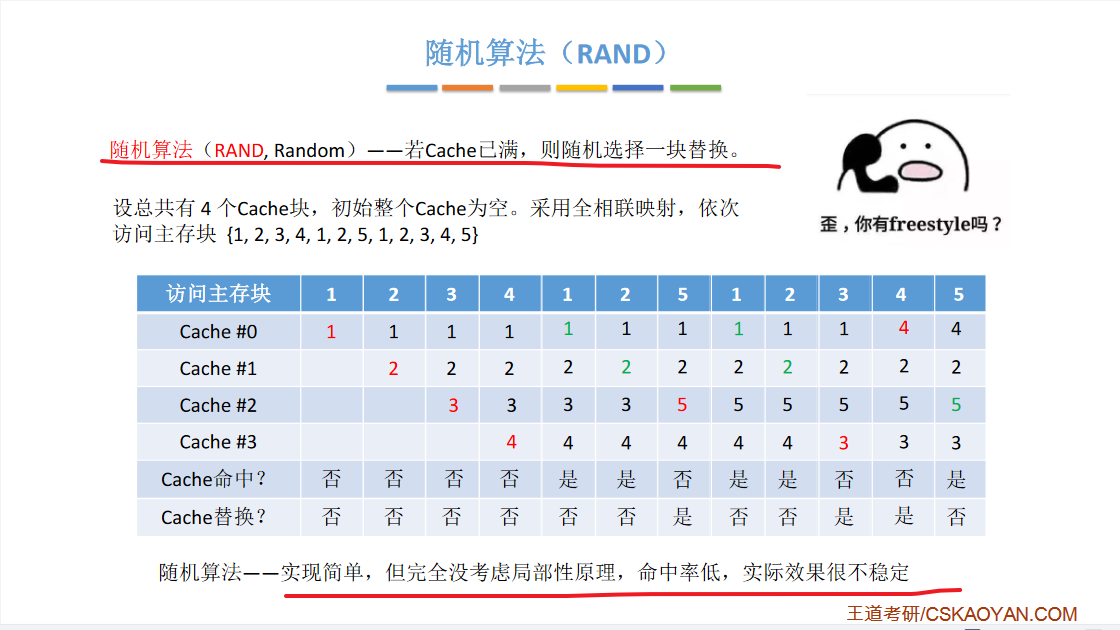 随机算法（RAND）
随机算法（RAND, Random）——若Cache已满，则随机选择一块替换。
歪，你有freestyle吗？
设总共有 4 个Cache块，初始整个Cache为空。采用全相联映射，依次
访问主存块 {1, 2, 3, 4, 1, 2, 5, 1, 2, 3, 4, 5}
访问主存块 1 2 3 4 1 2 5 1 2 3 4 5
Cache #0 1 1 1 1 1 1 1 1 1 1 4 4
Cache #1 2 2 2 2 2 2 2 2 2 2 2
Cache #2 3 3 3 3 5 5 5 5 5 5
Cache #3 4 4 4 4 4 4 3 3 3
Cache命中？ 否 否 否 否 是 是 否 是 是 否 否 是
Cache替换？ 否 否 否 否 否 否 是 否 否 是 是 否
随机算法——实现简单，但完全没考虑局部性原理，命中率低，实际效果很不稳定
王道考研/CSKAOYAN.COM